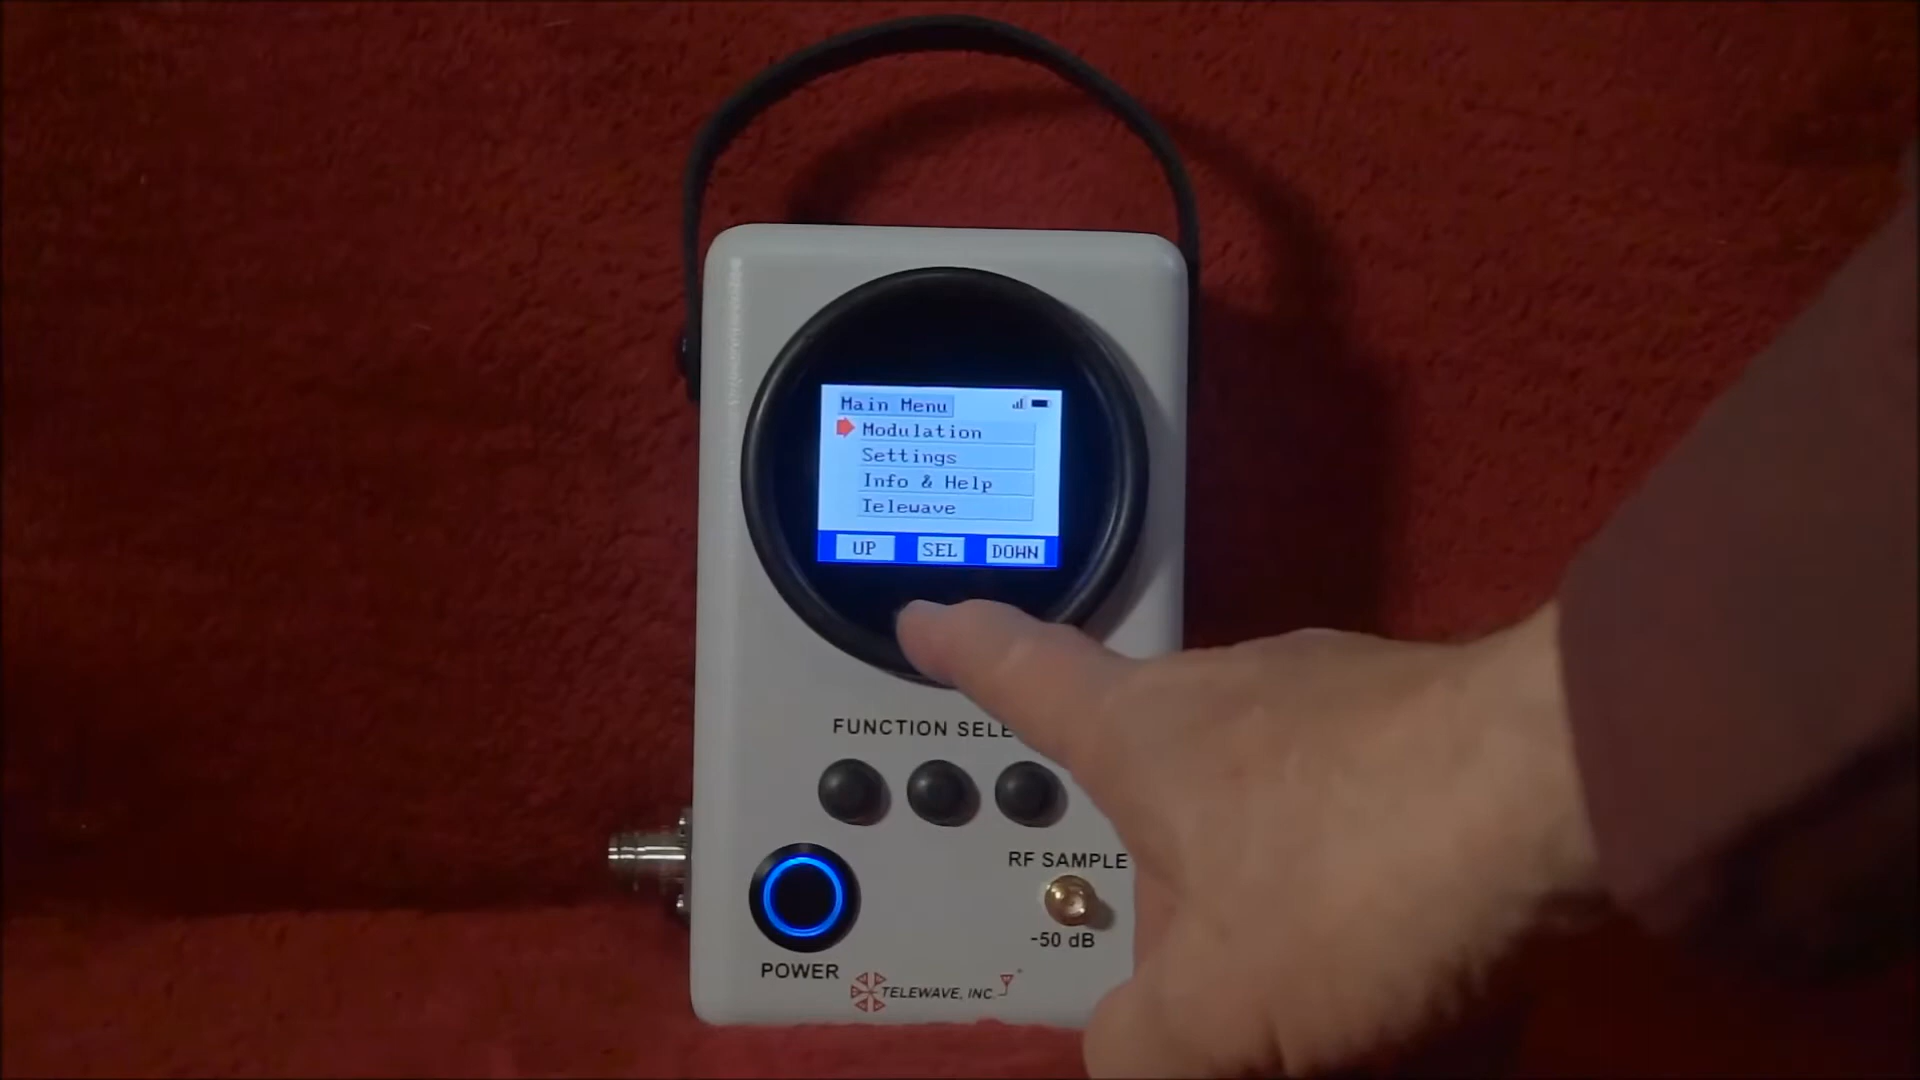 Main Menu
Modulation
Settings
Info & Help
Telewave
UP SEL DOWN
FUNCTION SELE
RF SAMPLE
-50 dB
POWER
TELEWAVE, INC.